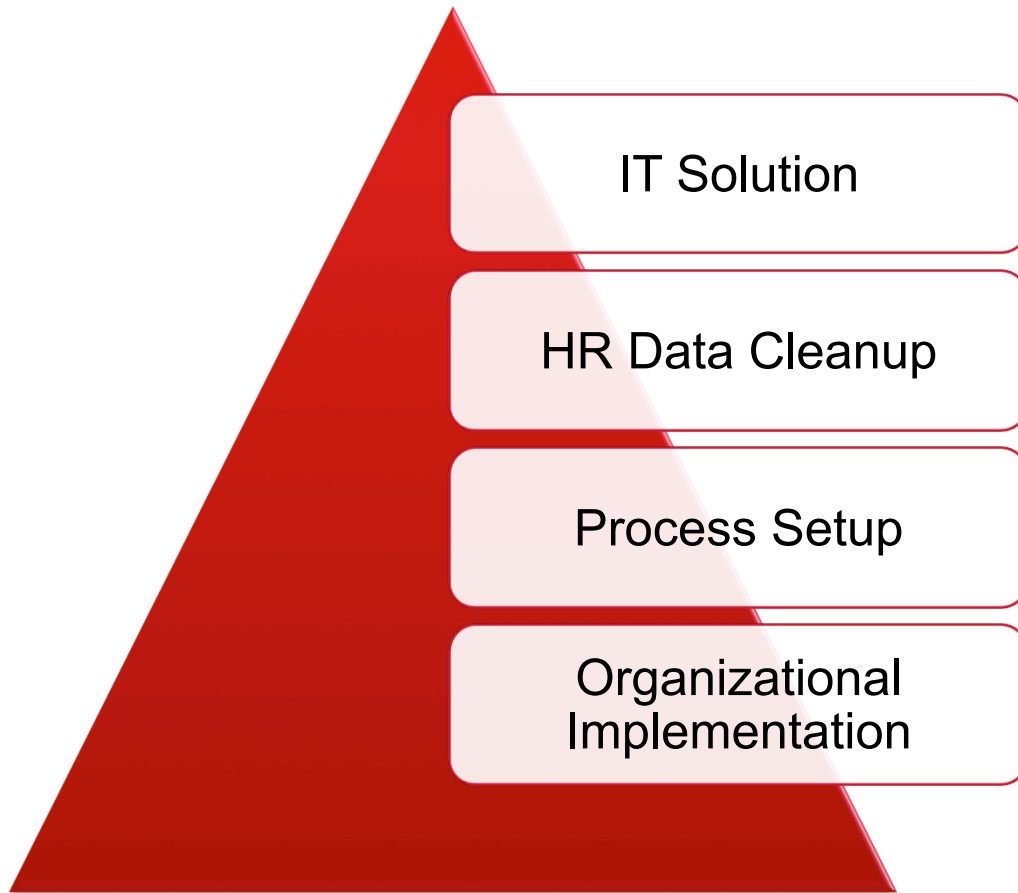 IT Solution
HR Data Cleanup
Process Setup
Organizational
Implementation